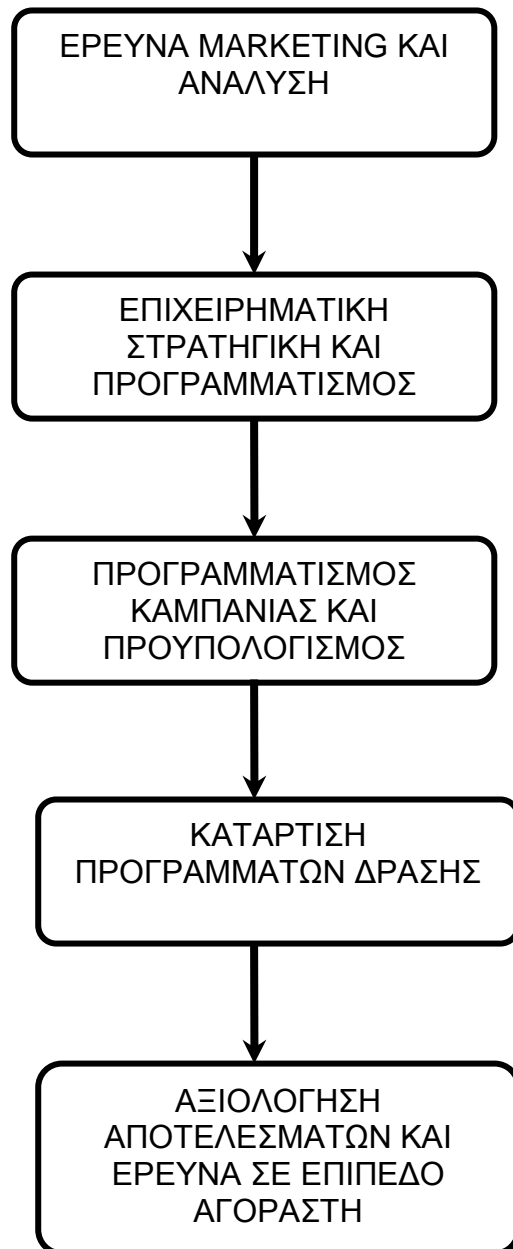 ΕΡΕΥΝΑ MARKETING ΚΑΙ
ΑΝΑΛΥΣΗ
ΕΠΙΧΕΙΡΗΜΑΤΙΚΗ
ΣΤΡΑΤΗΓΙΚΗ ΚΑΙ
ΠΡΟΓΡΑΜΜΑΤΙΣΜΟΣ
ΠΡΟΓΡΑΜΜΑΤΙΣΜΟΣ
ΚΑΜΠΑΝΙΑΣ ΚΑΙ
ΠΡΟΥΠΟΛΟΓΙΣΜΟΣ
ΚΑΤΑΡΤΙΣΗ
ΠΡΟΓΡΑΜΜΑΤΩΝ ΔΡΑΣΗΣ
ΑΞΙΟΛΟΓΗΣΗ
ΑΠΟΤΕΛΕΣΜΑΤΩΝ ΚΑΙ
ΕΡΕΥΝΑ ΣΕ ΕΠΙΠΕΔΟ
ΑΓΟΡΑΣΤΗ